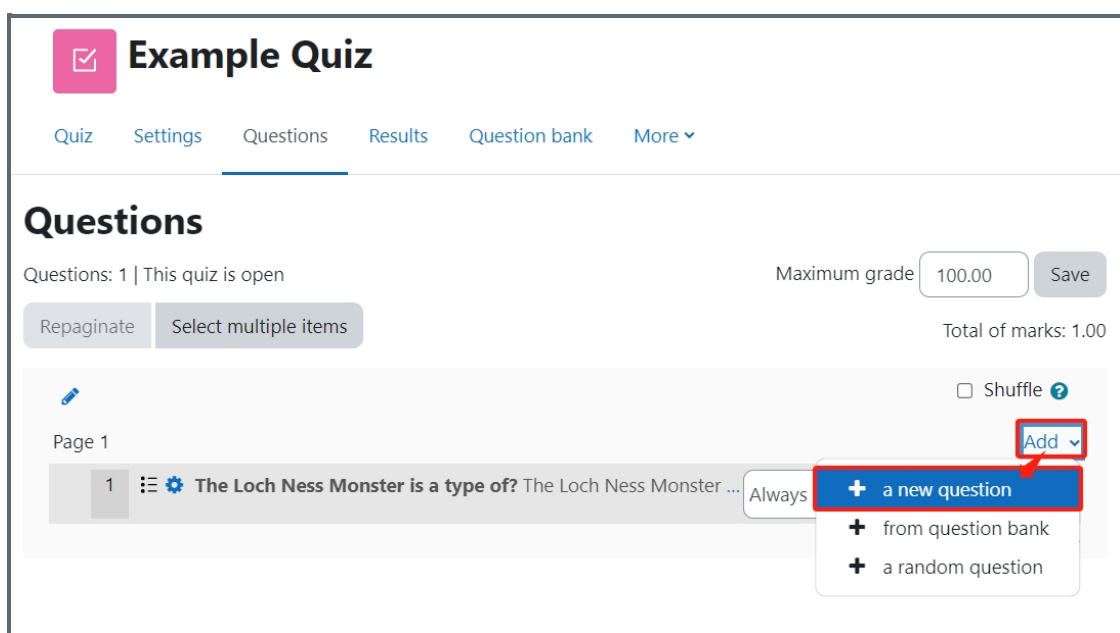 Example Quiz
Quiz Settings Questions Results Question bank More
Questions
Questions: 1 | This quiz is open
Maximum grade 100.00 Save
Repaginate Select multiple items
Total of marks: 1.00
Shuffle ?
Page 1
Add
1 The Loch Ness Monster is a type of? The Loch Ness Monster ... Always
a new question
from question bank
a random question